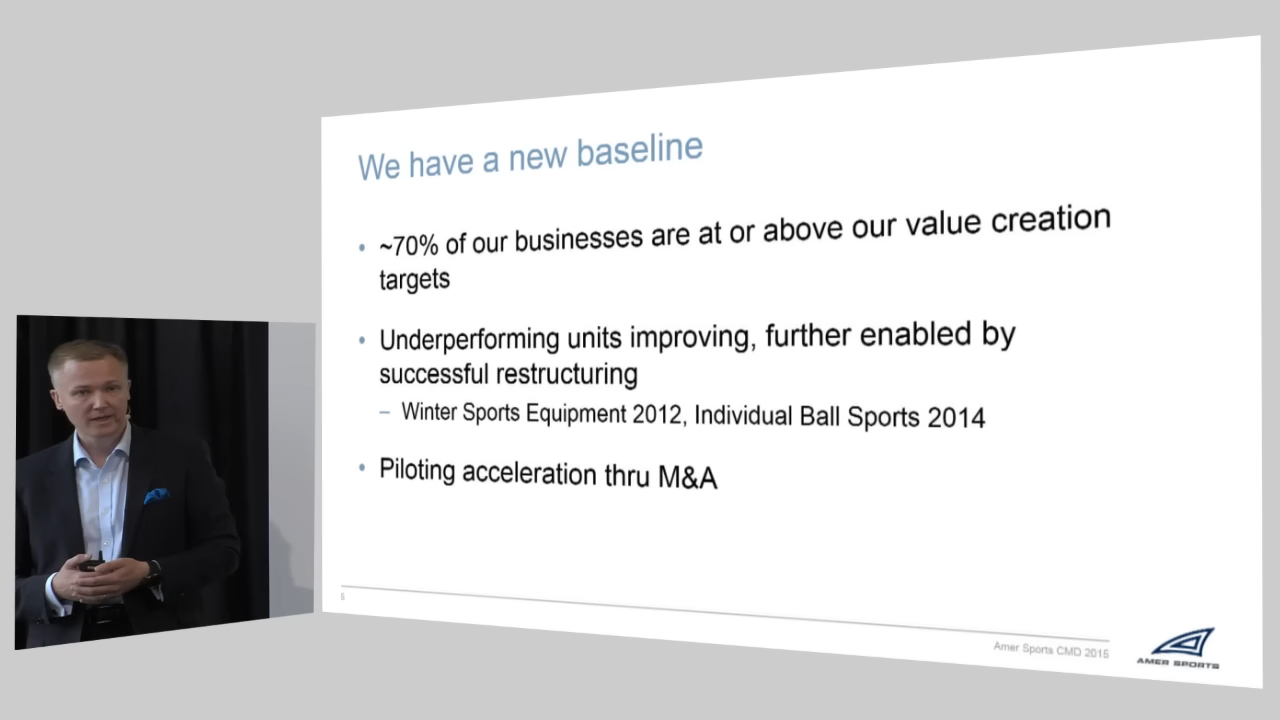 We have a new baseline
• ~70% of our businesses are at or above our value creation
targets
• Underperforming units improving, further enabled by
successful restructuring
– Winter Sports Equipment 2012, Individual Ball Sports 2014
• Piloting acceleration thru M&A
Amer Sports CMD 2015
AMER SPORTS